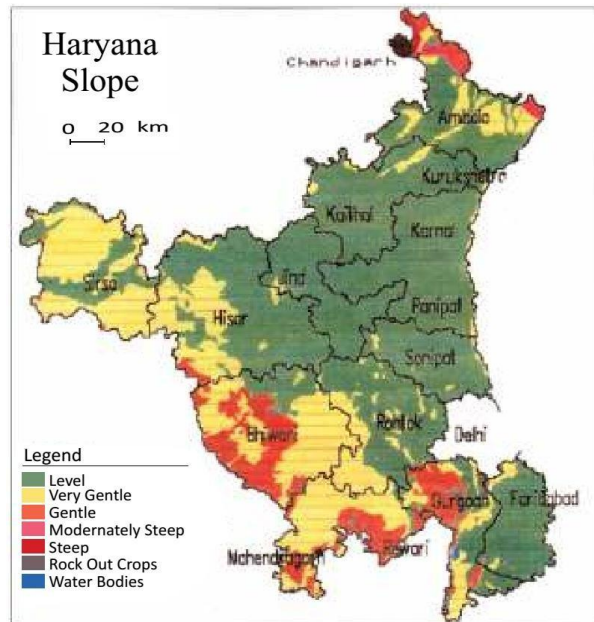 Haryana
Slope
0 20 km
Chandigarh
Ambala
Kurukshetra
Kaithal
Karnal
Sirsa
Jind
Panipat
Hisar
Sonipat
Bhiwani
Rohtak
Delhi
Gurgaon
Faridabad
Rewari
Mahendragarh
Legend
Level
Very Gentle
Gentle
Modernately Steep
Steep
Rock Out Crops
Water Bodies